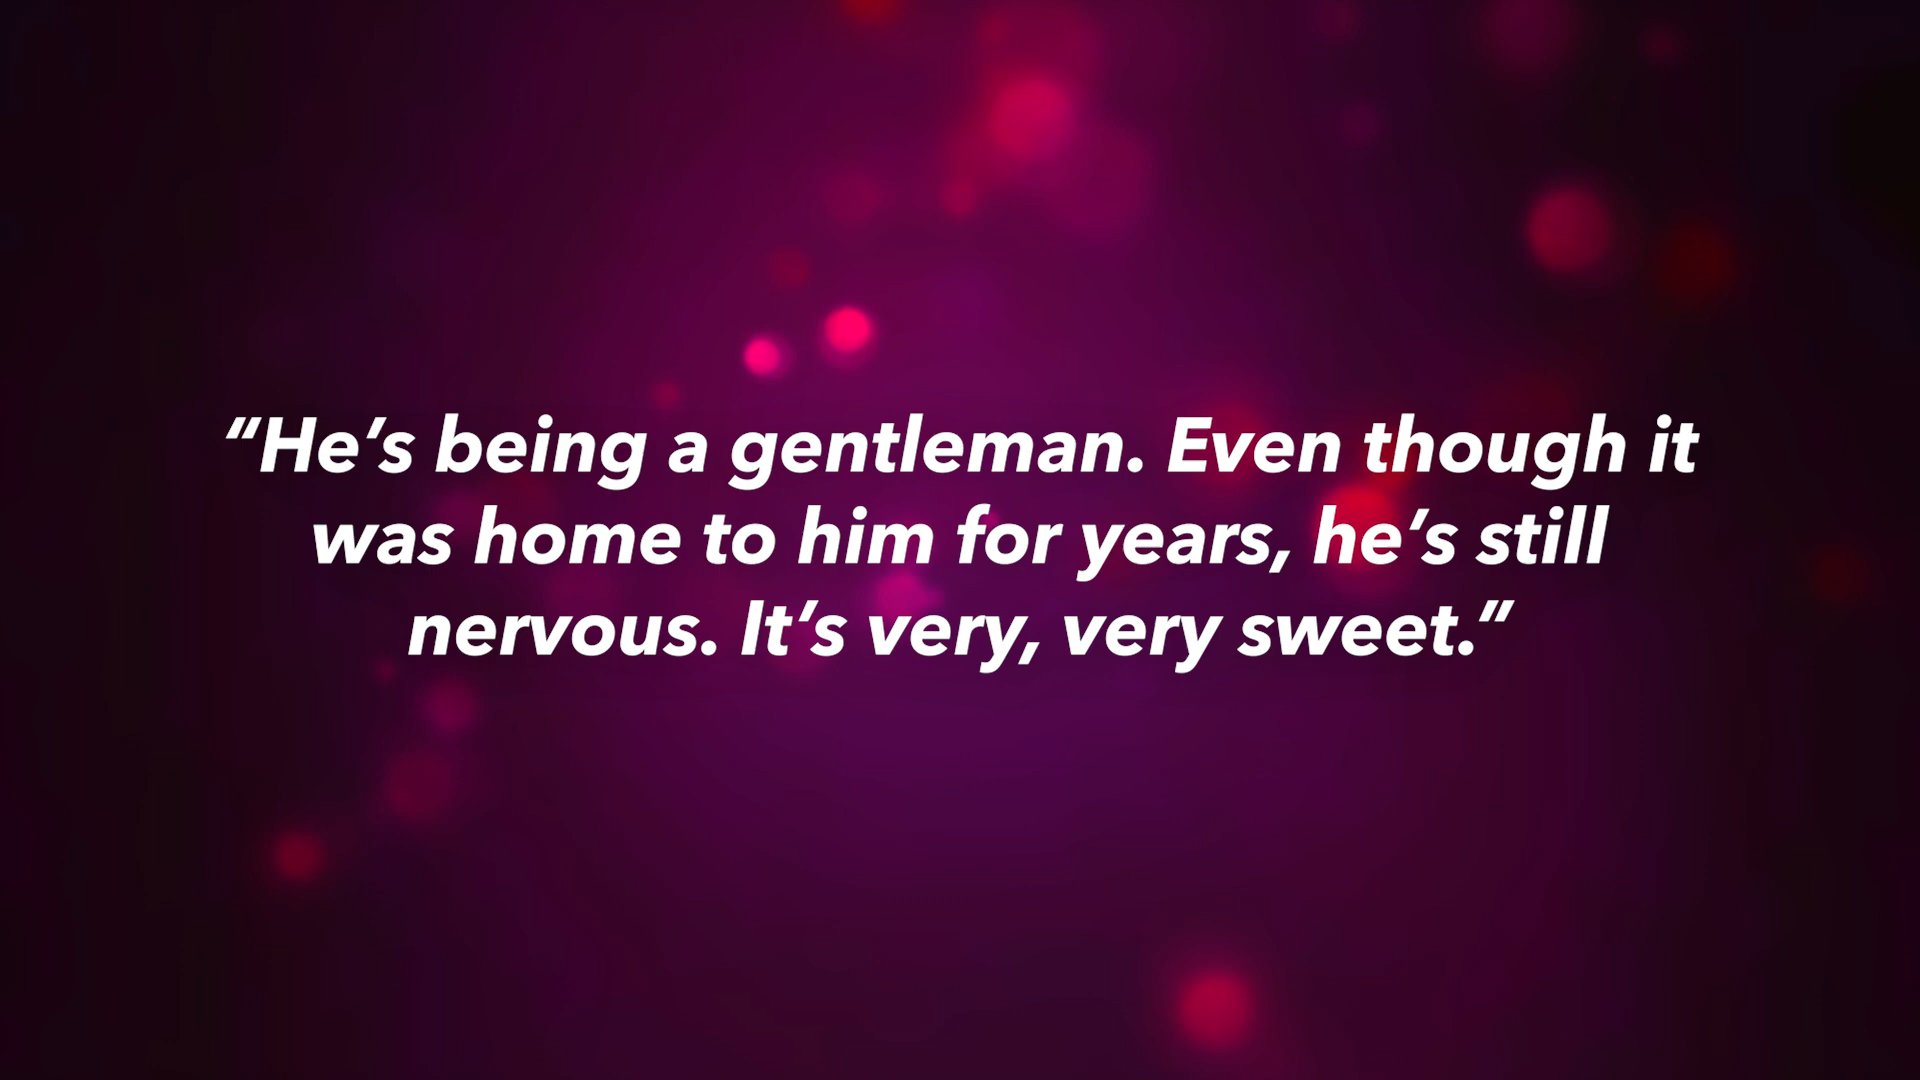 “He’s being a gentleman. Even though it
was home to him for years, he’s still
nervous. It’s very, very sweet.”